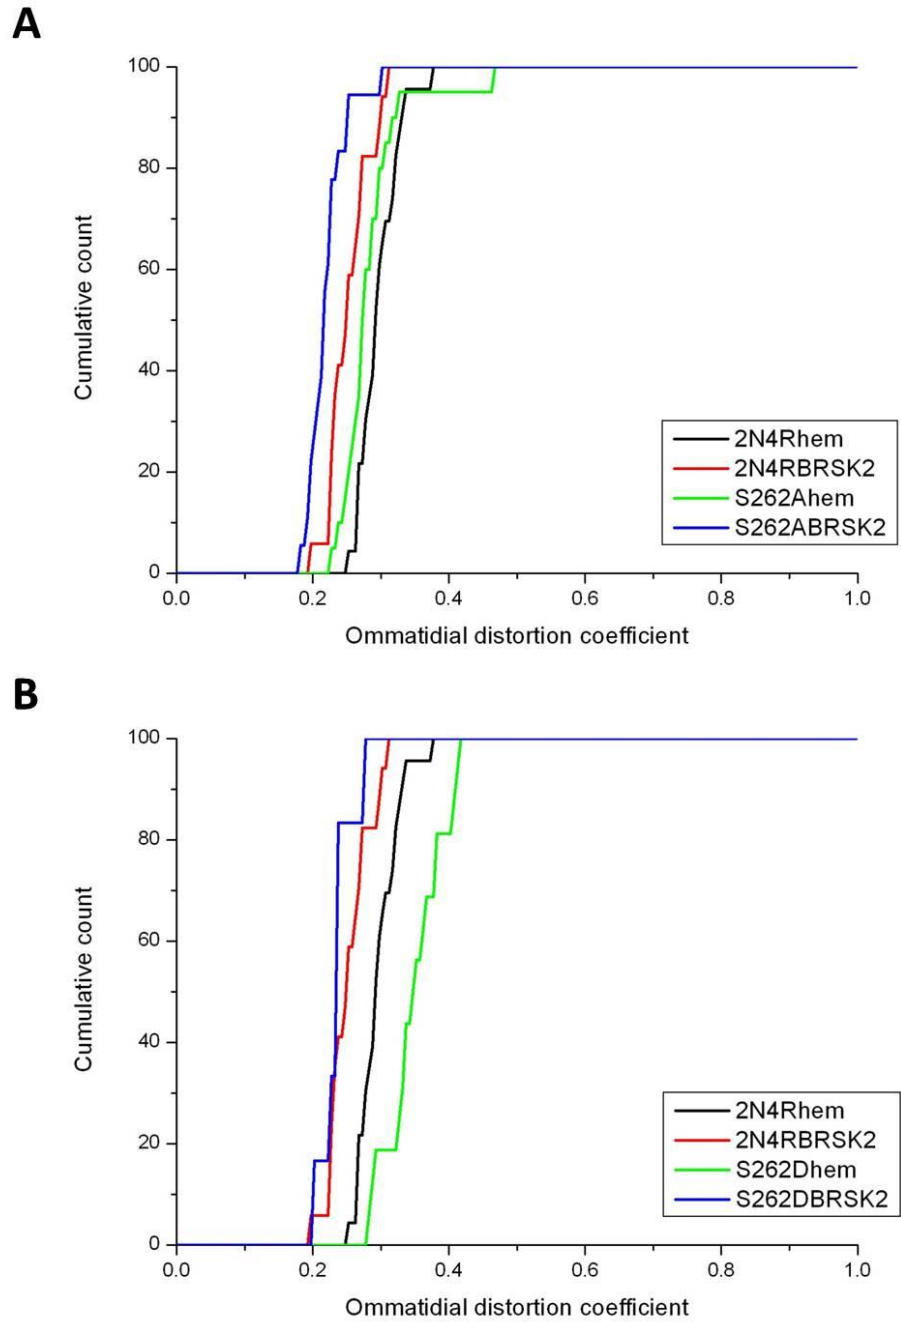 A
100
80
60
40
20
0
Cumulative count
0.0 0.2 0.4 0.6 0.8 1.0
Ommatidial distortion coefficient
2N4Rhem
2N4RBRSK2
S262Ahem
S262ABRSK2
B
100
80
60
40
20
0
Cumulative count
0.0 0.2 0.4 0.6 0.8 1.0
Ommatidial distortion coefficient
2N4Rhem
2N4RBRSK2
S262Dhem
S262DBRSK2